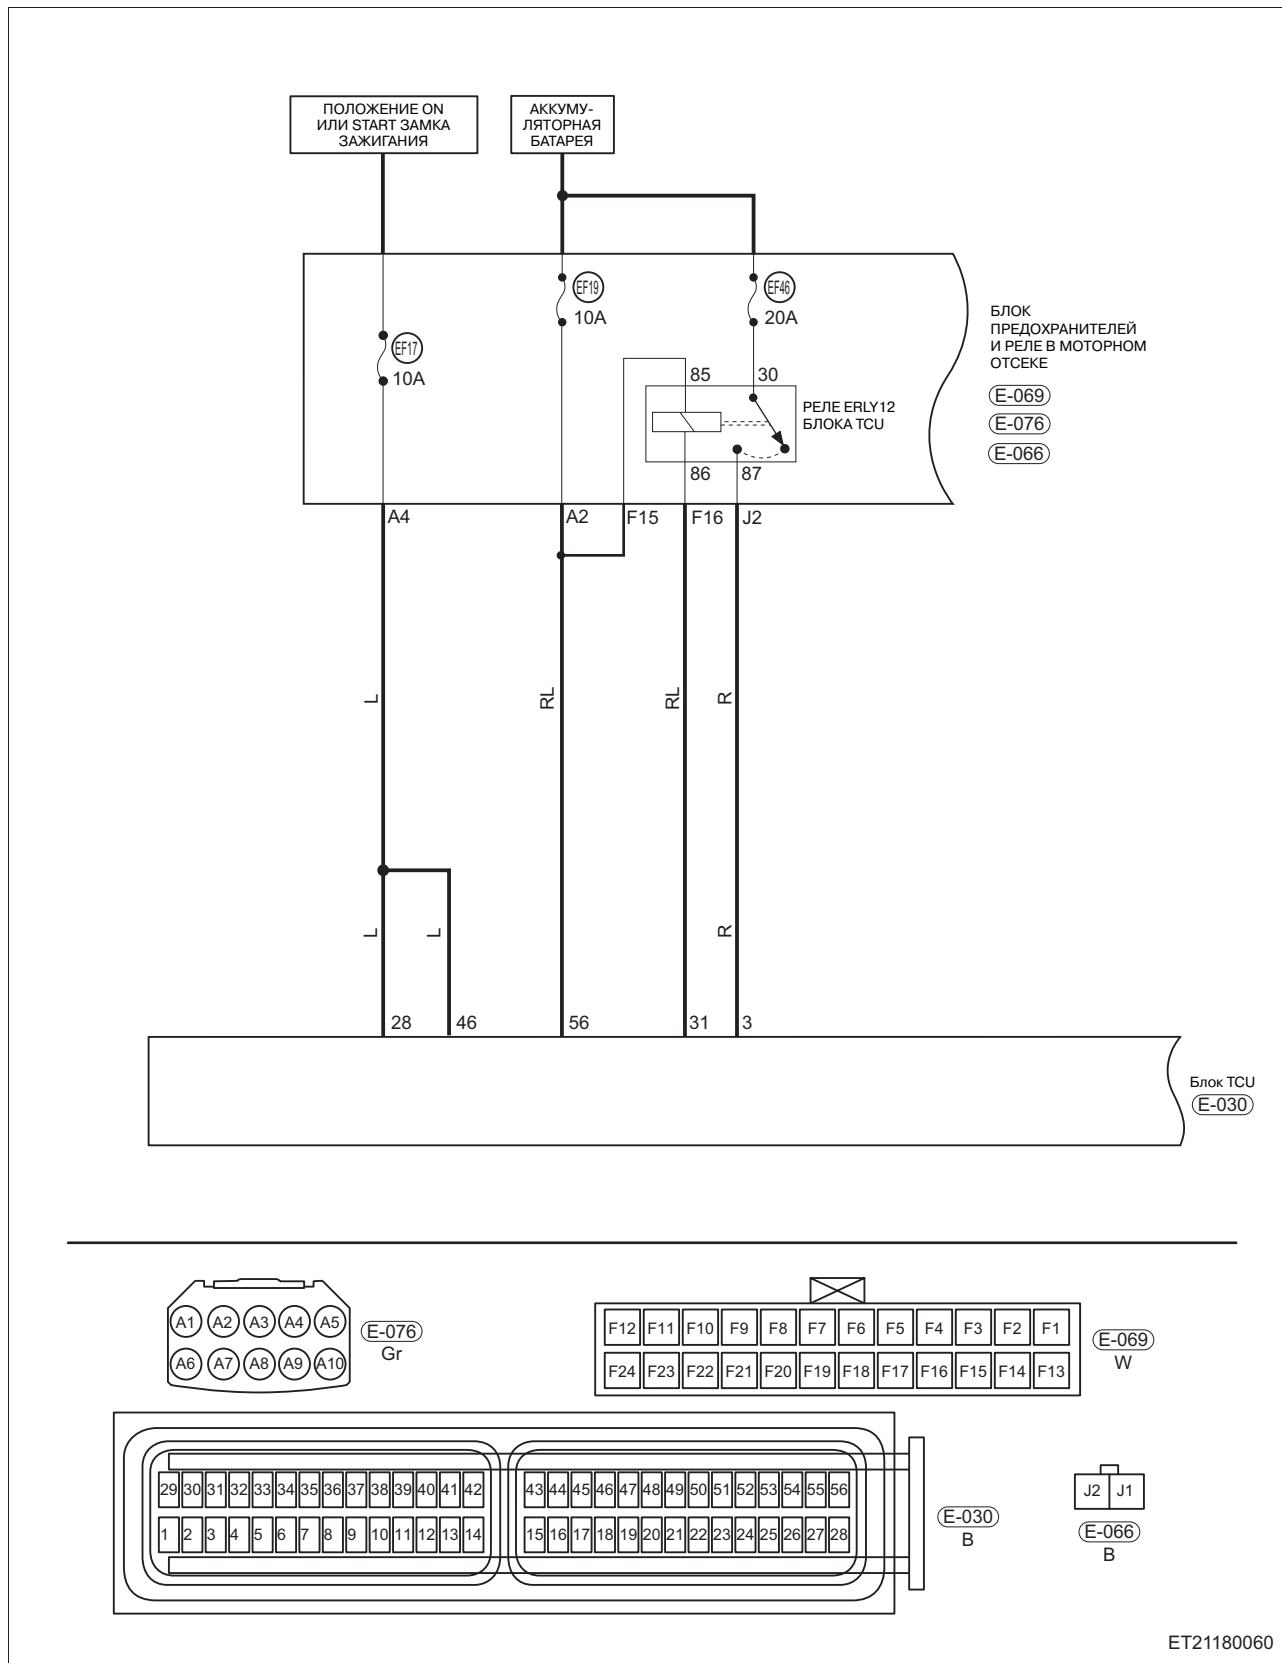 ПОЛОЖЕНИЕ ON
ИЛИ START ЗАМКА
ЗАЖИГАНИЯ
АККУМУ-
ЛЯТОРНАЯ
БАТАРЕЯ
EF19
10A
EF46
20A
EF17
10A
85
30
РЕЛЕ ERLY12
БЛОКА TCU
86
87
БЛОК
ПРЕДОХРАНИТЕЛЕЙ
И РЕЛЕ В МОТОРНОМ
ОТСЕКЕ
E-069
E-076
E-066
A4
A2
F15
F16
J2
L
RL
RL
R
L
L
R
28
46
56
31
3
Блок TCU
E-030
A1 A2 A3 A4 A5
A6 A7 A8 A9 A10
E-076
Gr
F12 F11 F10 F9 F8 F7 F6 F5 F4 F3 F2 F1
F24 F23 F22 F21 F20 F19 F18 F17 F16 F15 F14 F13
E-069
W
29 30 31 32 33 34 35 36 37 38 39 40 41 42 43 44 45 46 47 48 49 50 51 52 53 54 55 56
1 2 3 4 5 6 7 8 9 10 11 12 13 14 15 16 17 18 19 20 21 22 23 24 25 26 27 28
E-030
B
J2 J1
E-066
B
ET21180060